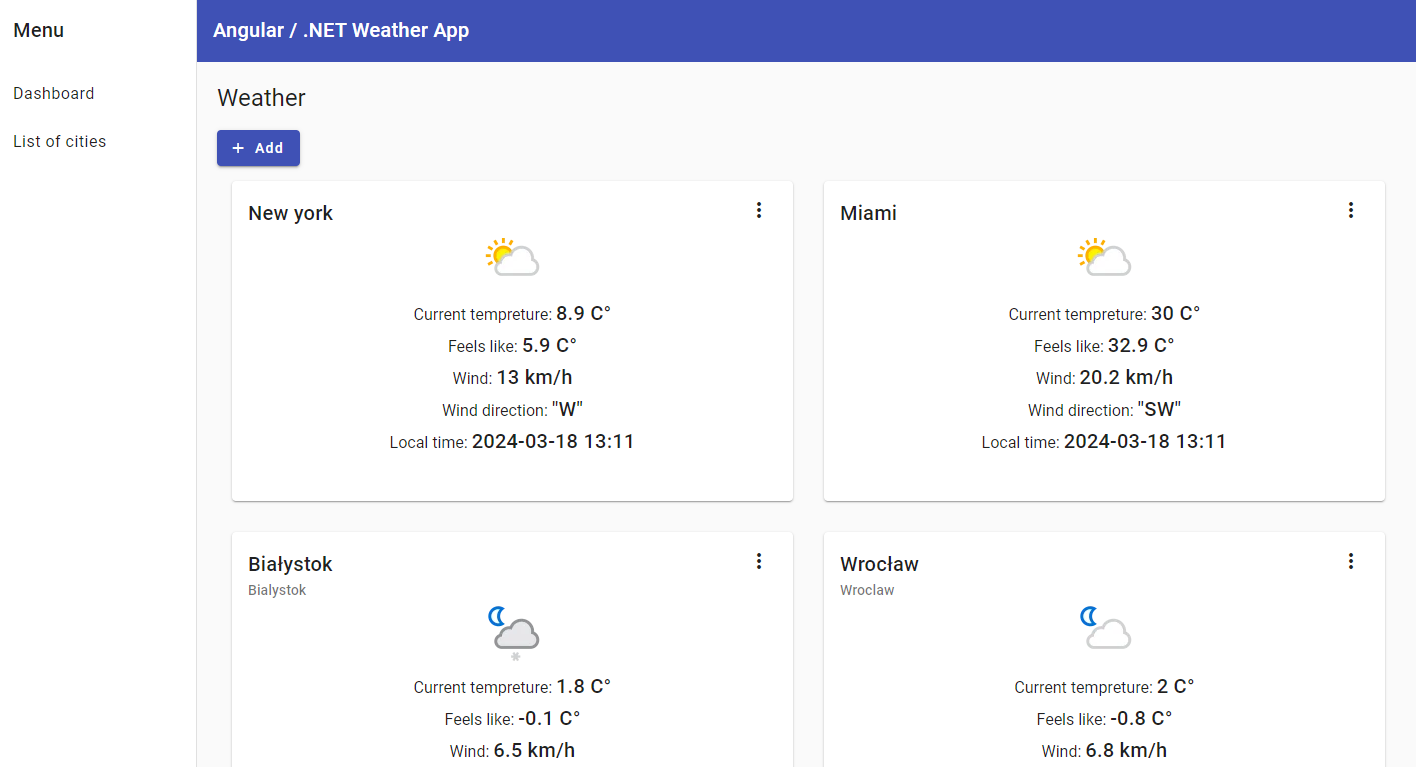 Menu
Dashboard
List of cities
Angular / .NET Weather App
Weather
+ Add
New york
Current tempreture: 8.9 C°
Feels like: 5.9 C°
Wind: 13 km/h
Wind direction: "W"
Local time: 2024-03-18 13:11
Miami
Current tempreture: 30 C°
Feels like: 32.9 C°
Wind: 20.2 km/h
Wind direction: "SW"
Local time: 2024-03-18 13:11
Białystok
Bialystok
Current tempreture: 1.8 C°
Feels like: -0.1 C°
Wind: 6.5 km/h
Wrocław
Wroclaw
Current tempreture: 2 C°
Feels like: -0.8 C°
Wind: 6.8 km/h